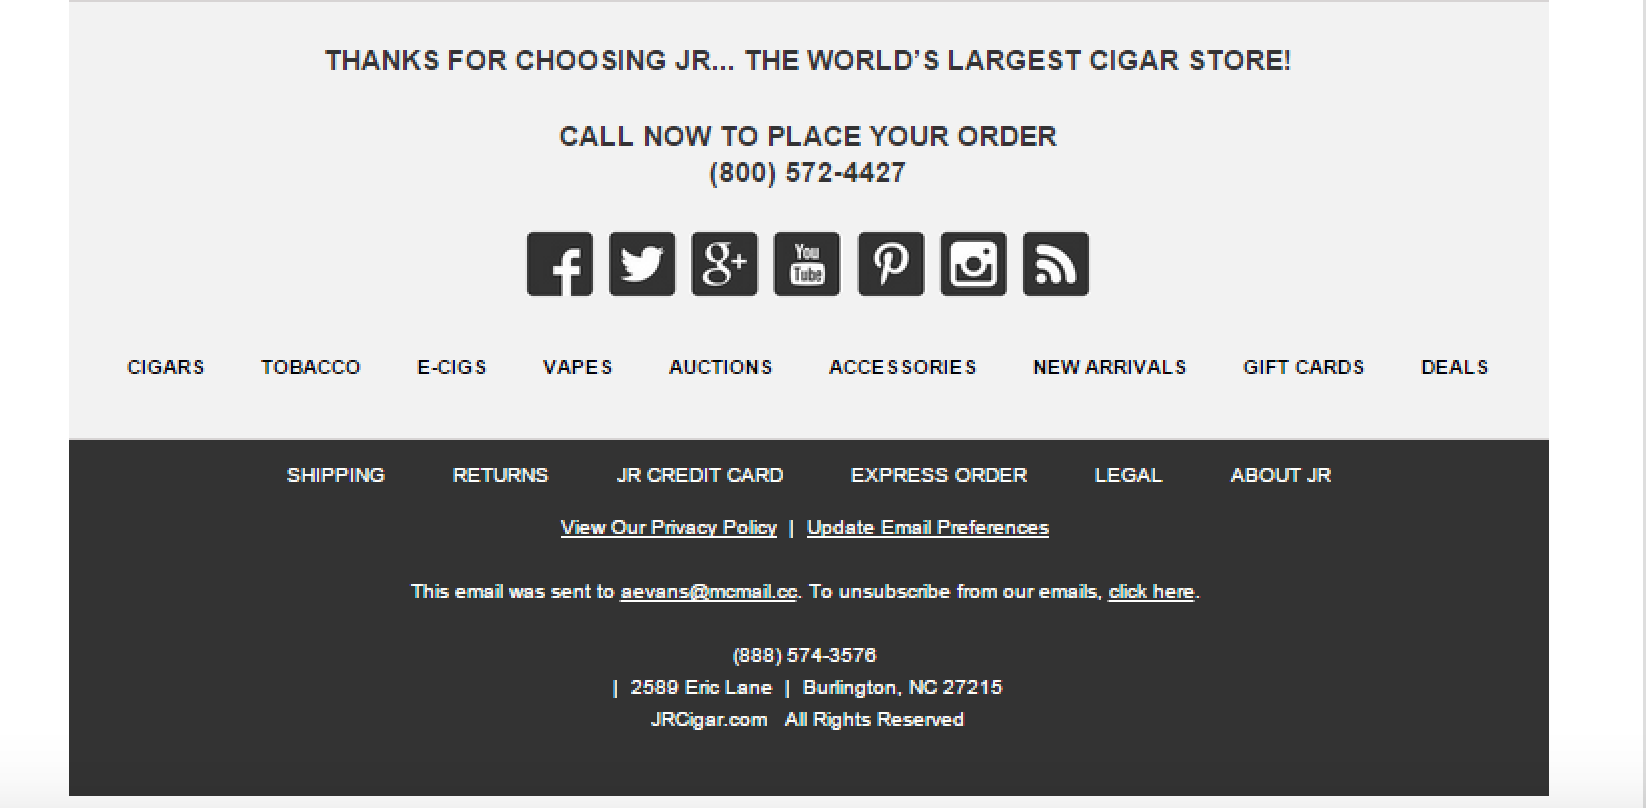 THANKS FOR CHOOSING JR... THE WORLD’S LARGEST CIGAR STORE!
CALL NOW TO PLACE YOUR ORDER
(800) 572-4427
f g+ You Tube p
CIGARS TOBACCO E-CIGS VAPES AUCTIONS ACCESSORIES NEW ARRIVALS GIFT CARDS DEALS
SHIPPING RETURNS JR CREDIT CARD EXPRESS ORDER LEGAL ABOUT JR
View Our Privacy Policy | Update Email Preferences
This email was sent to aevans@mcmail.cc. To unsubscribe from our emails, click here.
(888) 574-3576
| 2589 Eric Lane | Burlington, NC 27215
JRCigar.com All Rights Reserved